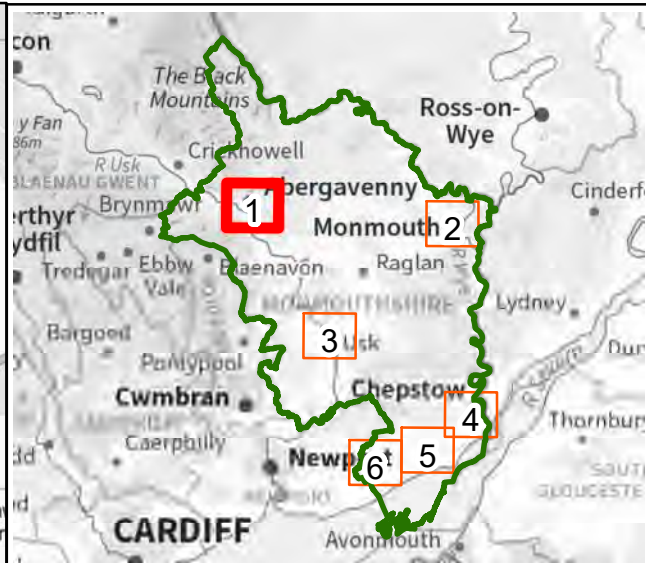 The Black
Mountains
Ross-on-
Wye
y Fan
86m
R Usk
Crickhowell
BLAENAU GWENT
Abergavenny
Cinderf
Brynmawr
1
Monmouth
2
erthyr
ydfil
Tredegar
Ebbw
Vale
Blaenavon
Raglan
MONMOUTHSHIRE
Lydney
3
Usk
Bargoed
Pontypool
Cwmbran
Chepstow
4
Thornbury
Caerphilly
Newport
6
5
SOUTH
GLOUCESTE
CARDIFF
Avonmouth